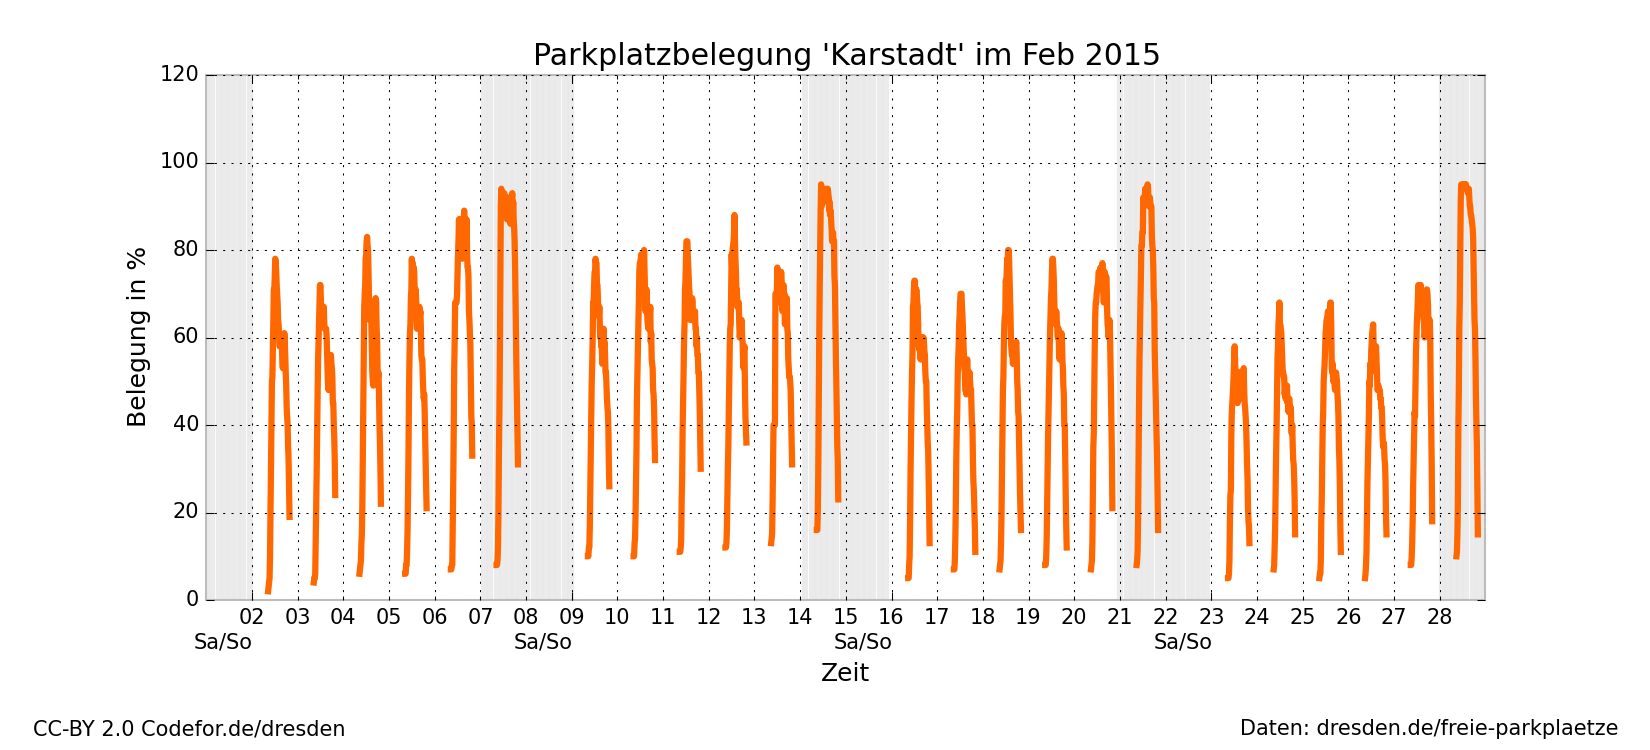 Parkplatzbelegung 'Karstadt' im Feb 2015
120
100
80
60
40
20
0
Belegung in %
02 03 04 05 06 07 08 09 10 11 12 13 14 15 16 17 18 19 20 21 22 23 24 25 26 27 28
Sa/So Sa/So Sa/So Sa/So
Zeit
CC-BY 2.0 Codefor.de/dresden
Daten: dresden.de/freie-parkplaetze